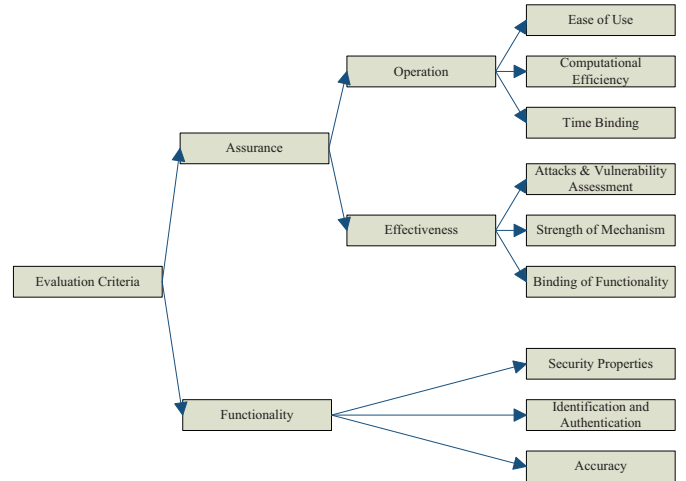 Ease of Use
Operation
Computational
Efficiency
Time Binding
Assurance
Attacks & Vulnerability
Assessment
Effectiveness
Strength of Mechanism
Evaluation Criteria
Binding of Functionality
Security Properties
Functionality
Identification and
Authentication
Accuracy